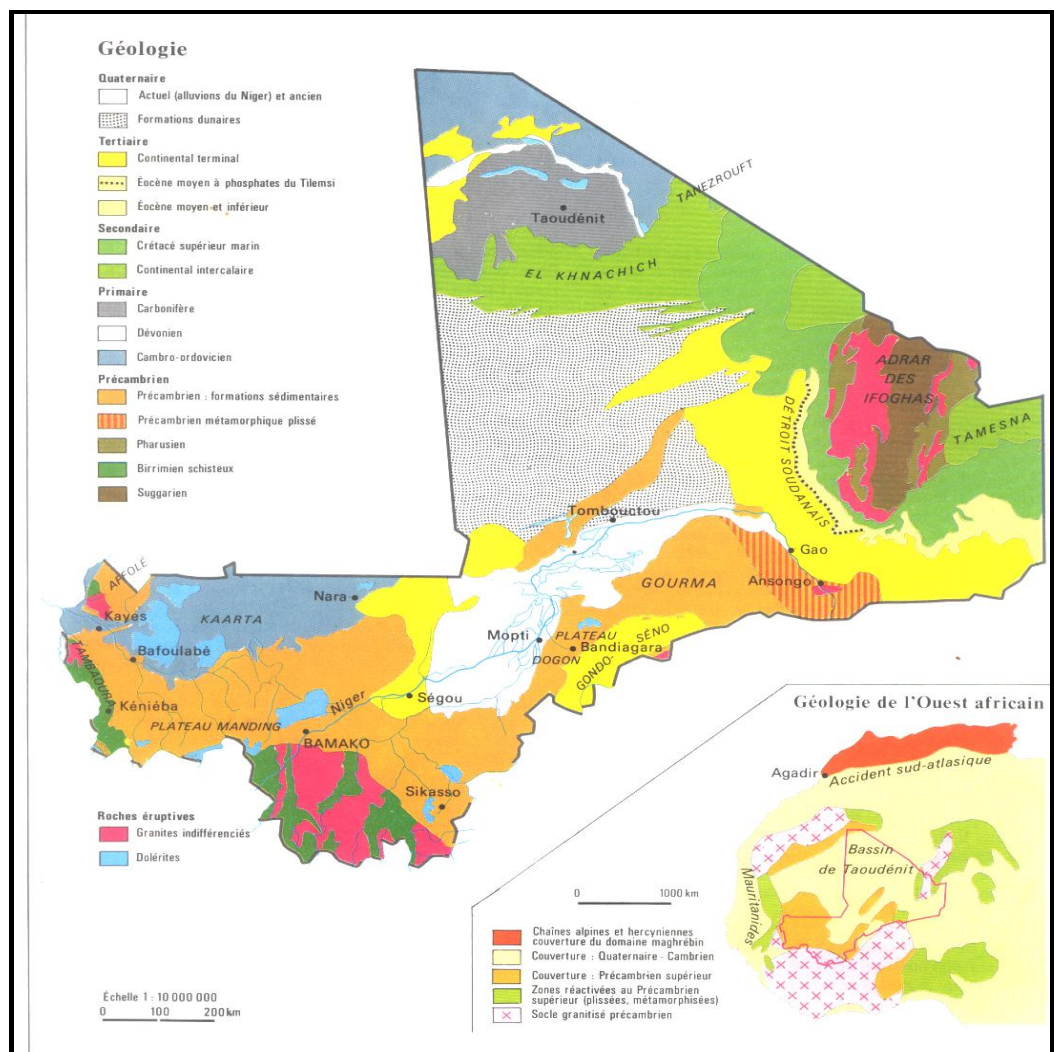 Géologie
Quaternaire
Actuel (alluvions du Niger) et ancien
Formations dunaires
Tertiaire
Continental terminal
Éocène moyen à phosphates du Tilemsi
Éocène moyen et inférieur
Secondaire
Crétacé supérieur marin
Continental intercalaire
Primaire
Carbonifère
Dévonien
Cambro-ordovicien
Précambrien
Précambrien : formations sédimentaires
Précambrien métamorphique plissé
Pharusien
Birrimien schisteux
Suggarien
TANEZROUFT
Taoudénit
EL KHNACHICH
ADRAR
DES
IFOGHAS
TAMESNA
DÉTROIT SOUDANAIS
Tombouctou
Gao
Ansongo
GOURMA
AFFOLÉ
Kayes
KAARTA
Nara
Bafoulabé
TAMBAOURA
Kéniéba
PLATEAU MANDING
Niger
Ségou
BAMAKO
Sikasso
Mopti
PLATEAU
DOGON
Bandiagara
GONDO-
SÉNO
Roches éruptives
Granites indifférenciés
Dolérites
Échelle 1 : 10 000 000
0 100 200 km
Géologie de l'Ouest africain
Agadir
Accident sud-atlasique
Bassin
de Taoudénit
Mauritanides
0 1000 km
Chaînes alpines et hercyniennes
couverture du domaine maghrébin
Couverture : Quaternaire - Cambrien
Couverture : Précambrien supérieur
Zones réactivées au Précambrien
supérieur (plissées, métamorphisées)
Socle granitisé précambrien